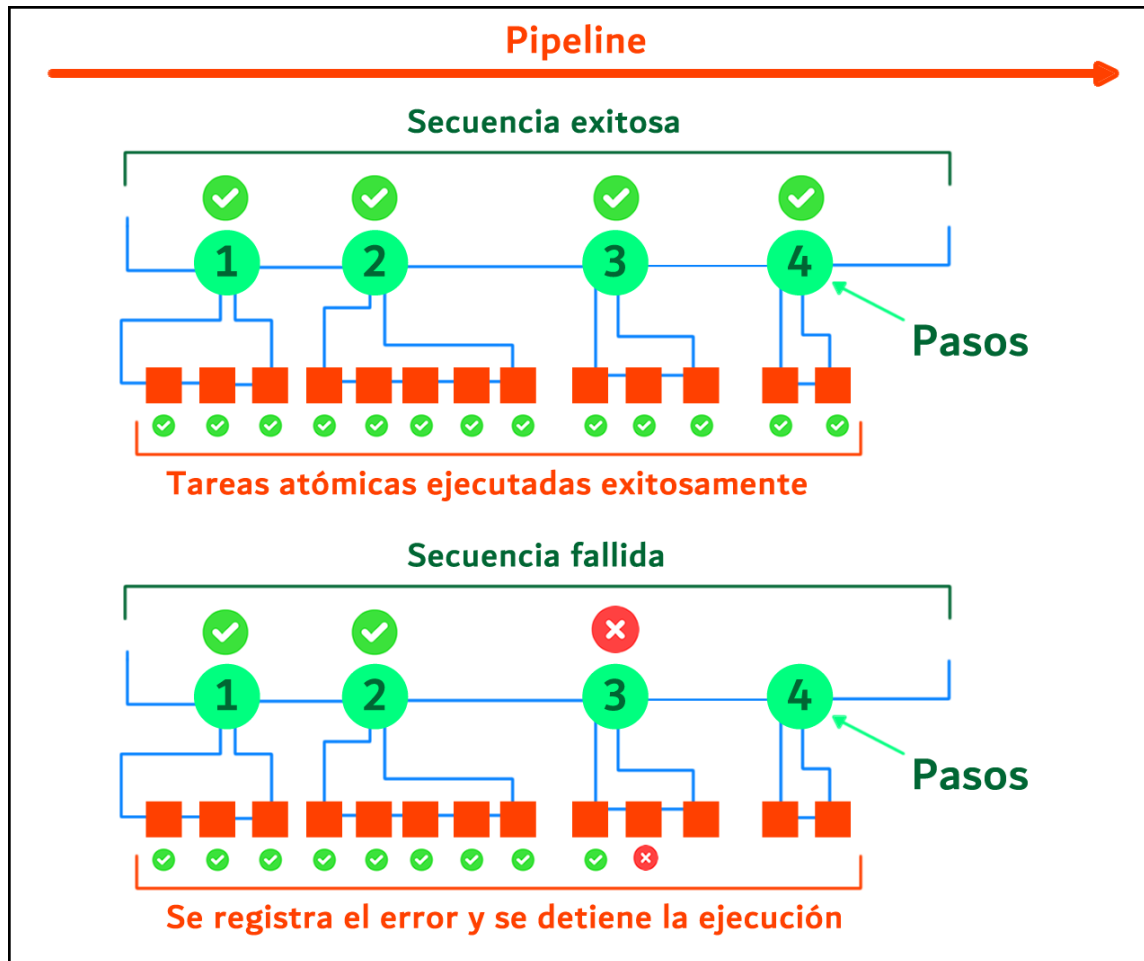 Pipeline
Secuencia exitosa
1
2
3
4
Pasos
Tareas atómicas ejecutadas exitosamente
Secuencia fallida
1
2
3
4
Pasos
Se registra el error y se detiene la ejecución